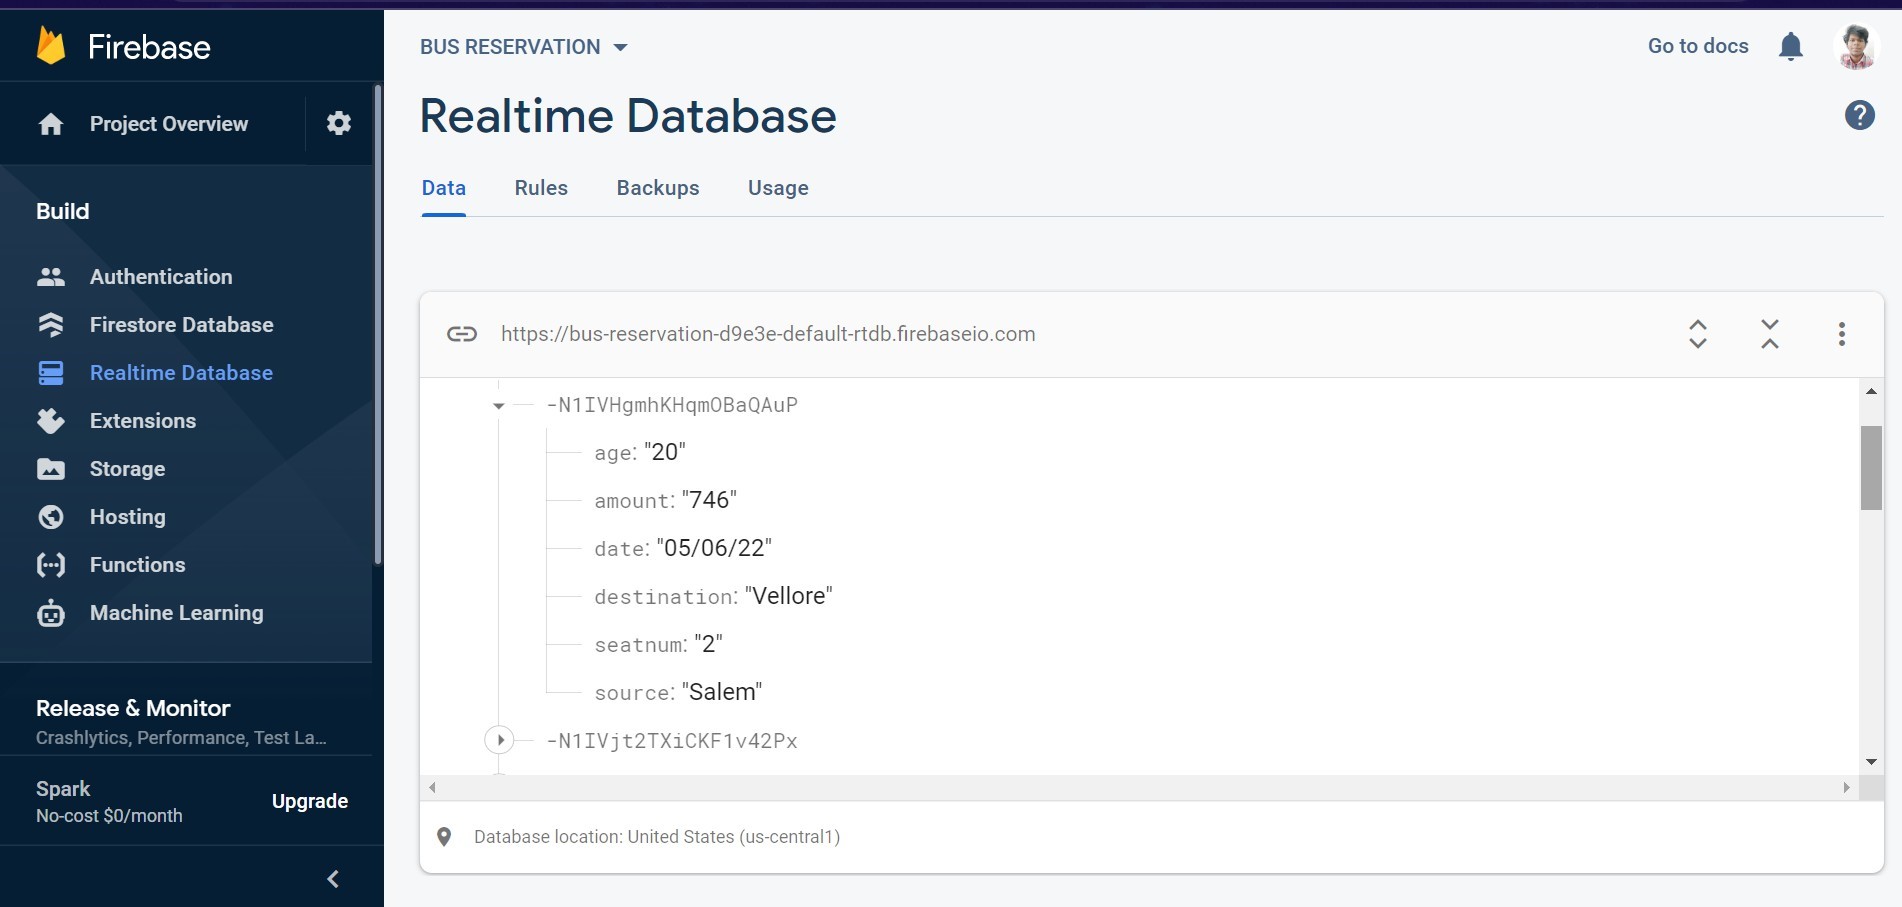 Firebase
Project Overview
Build
Authentication
Firestore Database
Realtime Database
Extensions
Storage
Hosting
Functions
Machine Learning
Release & Monitor
Crashlytics, Performance, Test La...
Spark
No-cost $0/month
Upgrade
BUS RESERVATION
Go to docs
Realtime Database
?
Data Rules Backups Usage
https://bus-reservation-d9e3e-default-rtdb.firebaseio.com
-N1IVHgmhKHqmOBaQAuP
age: "20"
amount: "746"
date: "05/06/22"
destination: "Vellore"
seatnum: "2"
source: "Salem"
-N1IVjt2TXiCKF1v42Px
Database location: United States (us-central1)